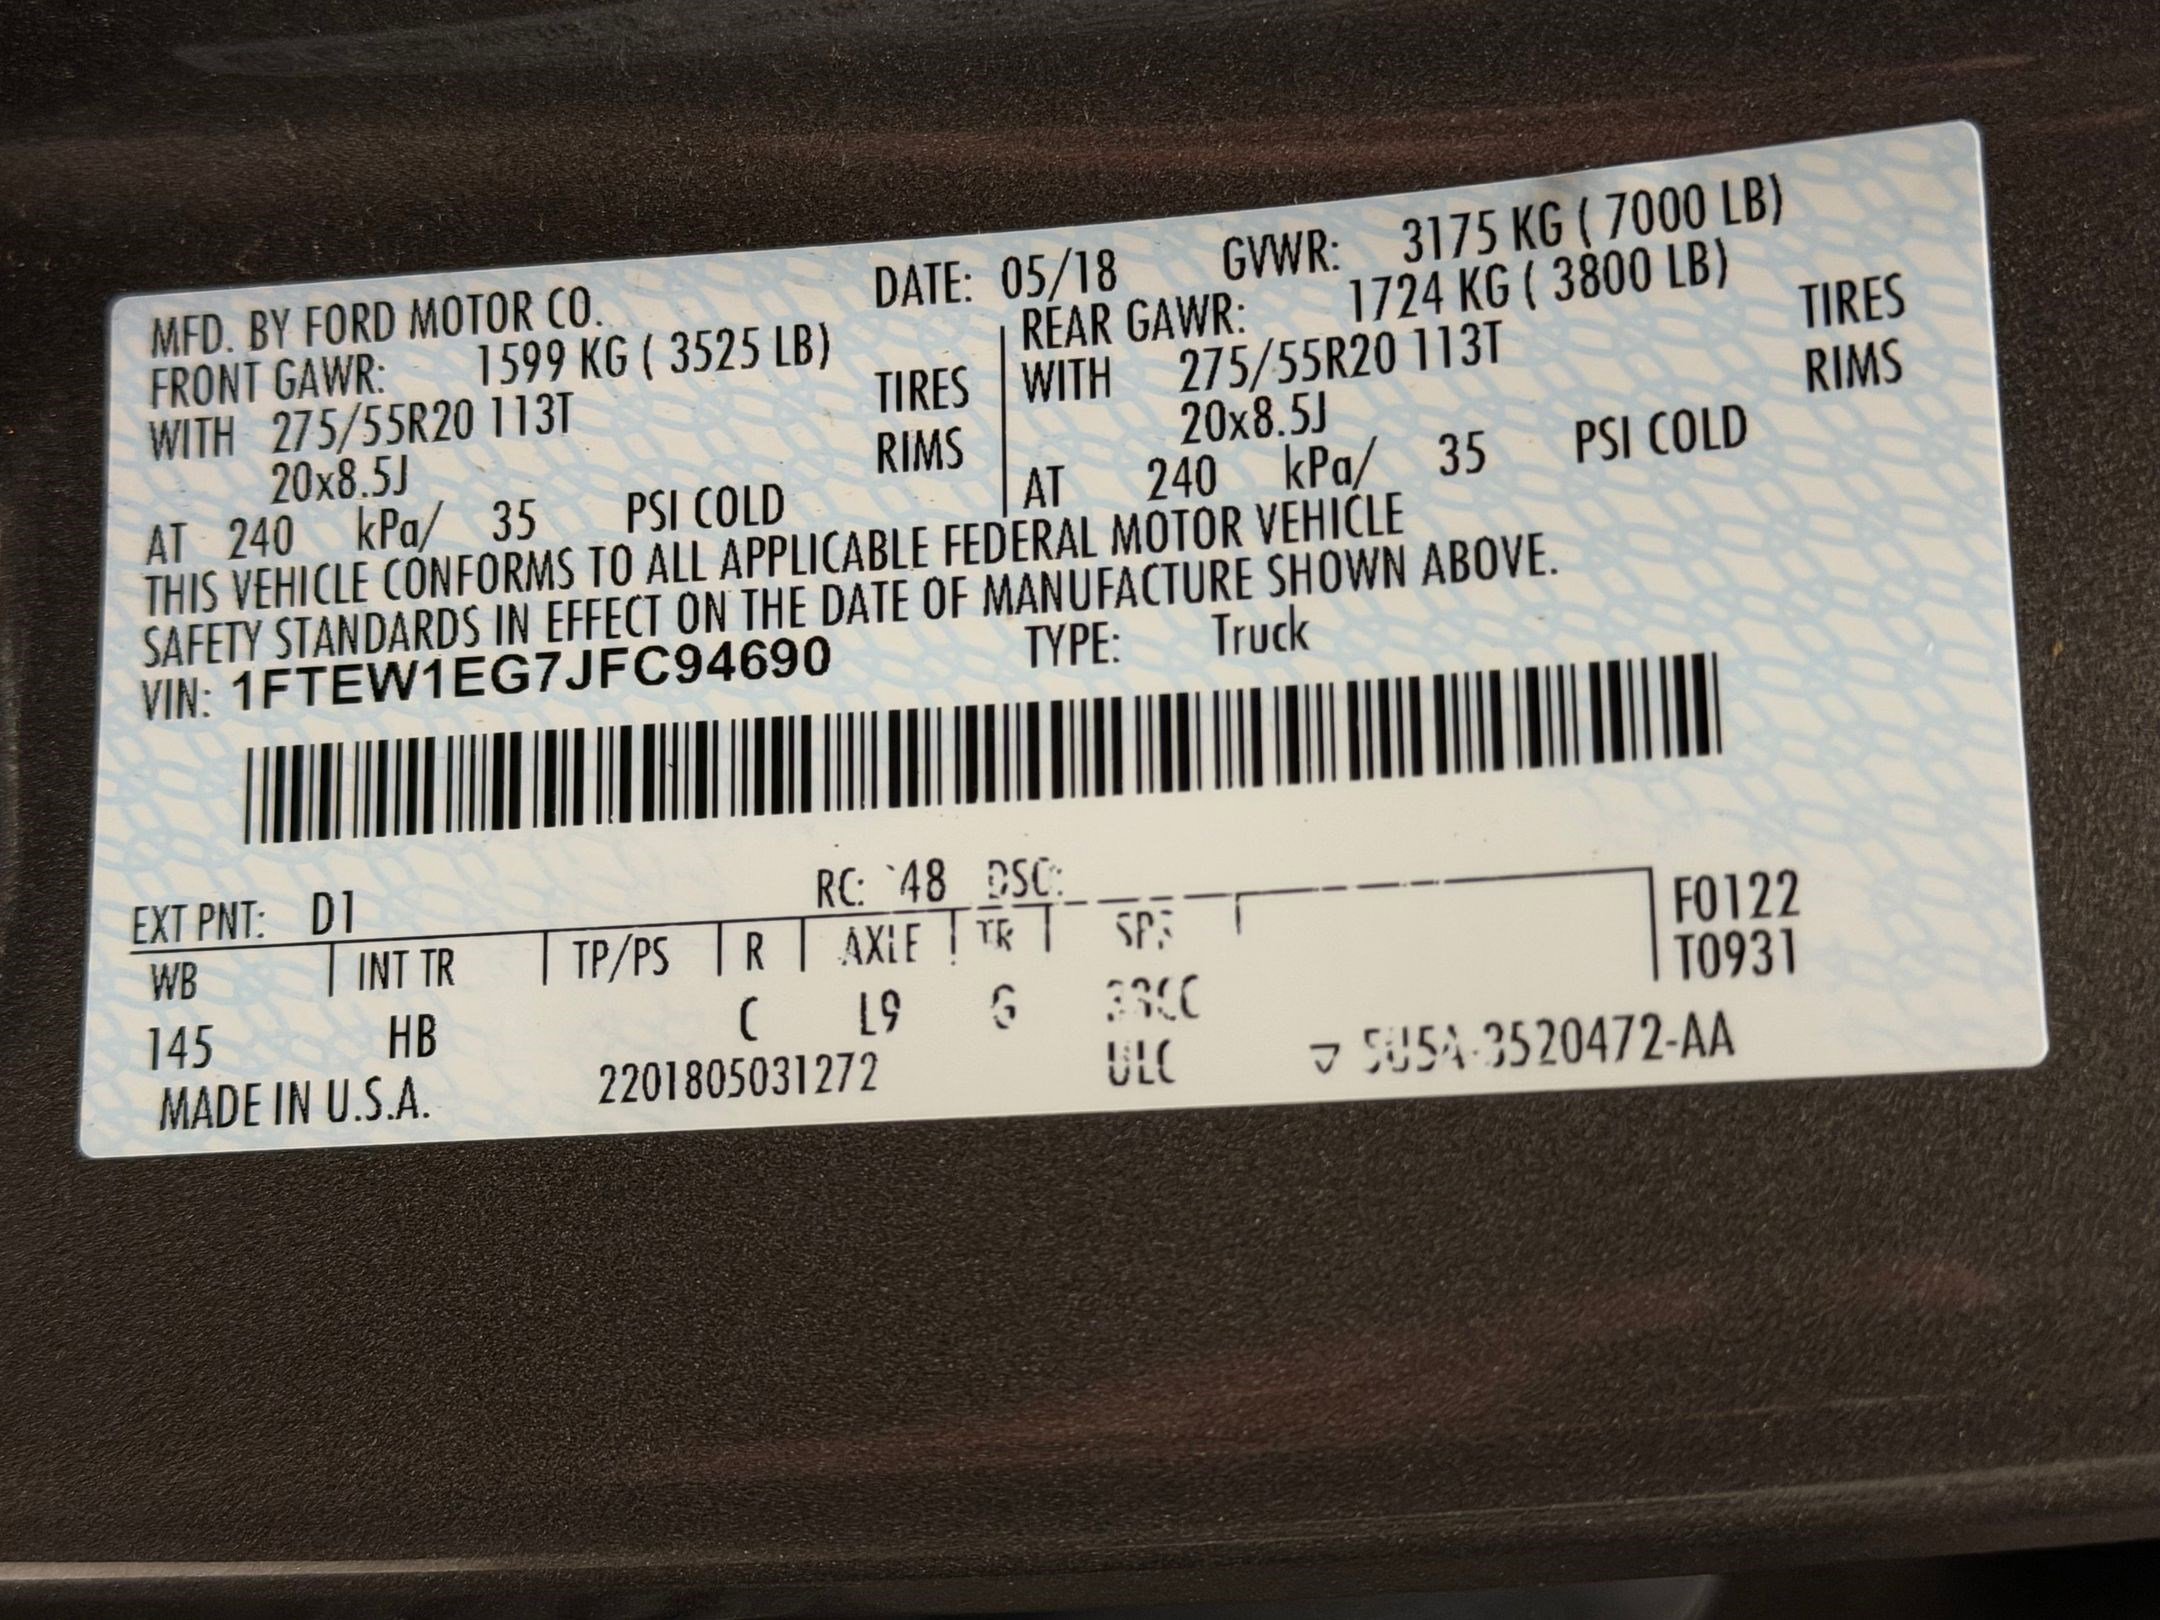 MFD. BY FORD MOTOR CO. DATE: 05/18 GVWR: 3175 KG ( 7000 LB)
FRONT GAWR: 1599 KG ( 3525 LB) REAR GAWR: 1724 KG ( 3800 LB)
WITH 275/55R20 113T TIRES WITH 275/55R20 113T TIRES
20x8.5J RIMS 20x8.5J RIMS
AT 240 kPa/ 35 PSI COLD AT 240 kPa/ 35 PSI COLD
THIS VEHICLE CONFORMS TO ALL APPLICABLE FEDERAL MOTOR VEHICLE
SAFETY STANDARDS IN EFFECT ON THE DATE OF MANUFACTURE SHOWN ABOVE.
VIN: 1FTEW1EG7JFC94690 TYPE: Truck
EXT PNT: D1 RC: 48 DSO: F0122
WB INT TR TP/PS R AXLE TR T0931
145 HB C L9 G
MADE IN U.S.A. 2201805031272